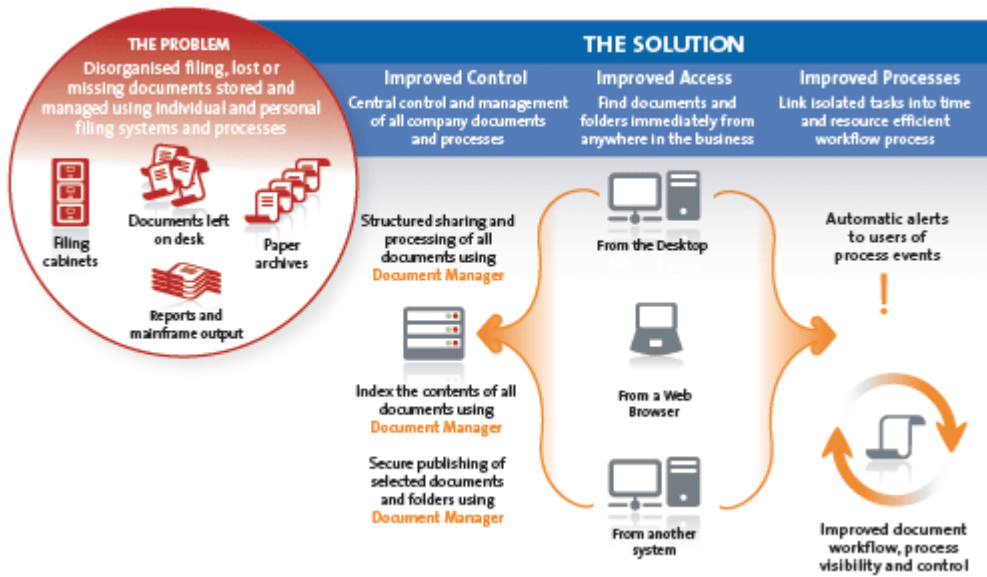 THE PROBLEM
Disorganised filing, lost or
missing documents stored and
managed using individual and personal
filing systems and processes
Filing
cabinets
Documents left
on desk
Paper
archives
Reports and
mainframe output
THE SOLUTION
Improved Control
Central control and management
of all company documents
and processes
Improved Access
Find documents and
folders immediately from
anywhere in the business
Improved Processes
Link isolated tasks into time
and resource efficient
workflow process
Structured sharing and
processing of all
documents using
Document Manager
Index the contents of all
documents using
Document Manager
Secure publishing of
selected documents
and folders using
Document Manager
From the Desktop
From a Web
Browser
From another
system
Automatic alerts
to users of
process events
!
Improved document
workflow, process
visibility and control